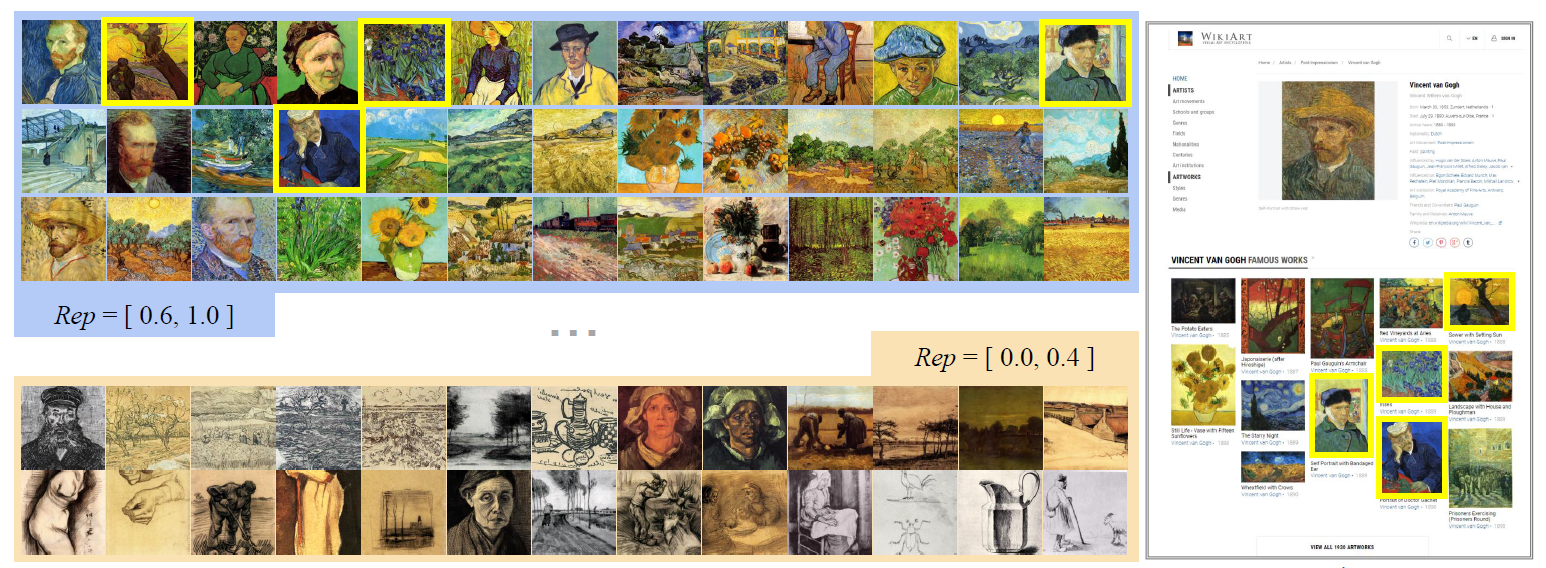 Rep = [ 0.6, 1.0 ]
Rep = [ 0.0, 0.4 ]
WIKIART
VISUAL ART ENCYCLOPEDIA
EN
SIGN IN
Home / Artists / Post-Impressionism / Vincent van Gogh
HOME
ARTISTS
Art movements
Schools and groups
Genres
Fields
Nationalities
Centuries
Art institutions
ARTWORKS
Styles
Genres
Media
Vincent van Gogh
Self-Portrait with Straw Hat
VINCENT VAN GOGH FAMOUS WORKS
The Potato Eaters
Vincent van Gogh • 1885
Japonaiserie (after
Hiroshige)
Vincent van Gogh • 1887
Paul Gauguin's Armchair
Vincent van Gogh • 1888
Red Vineyards at Arles
Vincent van Gogh • 1888
Sower with Setting Sun
Vincent van Gogh • 1888
Still Life - Vase with Fifteen
Sunflowers
Vincent van Gogh • 1888
The Starry Night
Vincent van Gogh • 1889
Self Portrait with Bandaged
Ear
Vincent van Gogh • 1889
Vincent van Gogh • 1889
Landscape with House and
Ploughman
Vincent van Gogh • 1889
Wheatfield with Crows
Vincent van Gogh • 1890
Portrait of Doctor Gachet
Vincent van Gogh • 1890
Prisoners Exercising
(Prisoners Round)
Vincent van Gogh • 1890
VIEW ALL 1930 ARTWORKS